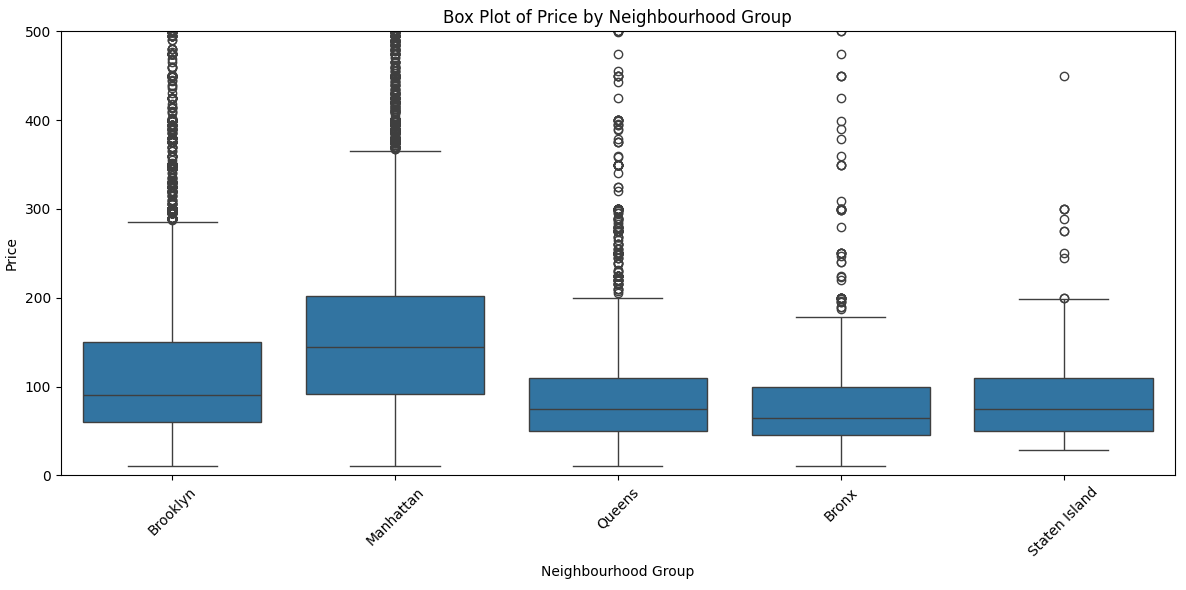 Box Plot of Price by Neighbourhood Group
500
400
300
200
100
0
Price
Brooklyn
Manhattan
Queens
Bronx
Staten Island
Neighbourhood Group